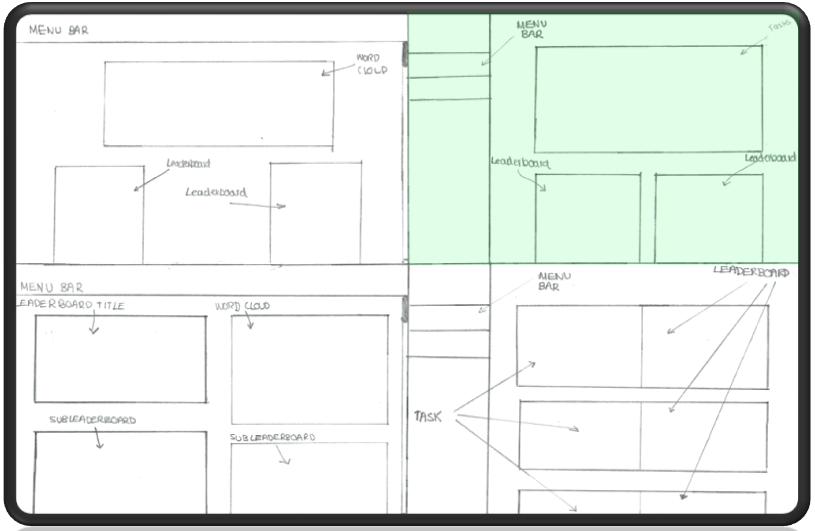 MENU BAR
WORD
CLOUD
Leaderboard
Leaderboard
MENU
BAR
Tasks
Leaderboard
Leaderboard
MENU BAR
LEADERBOARD TITLE
WORD CLOUD
SUBLEADERBOARD
SUBLEADERBOARD
MENU
BAR
LEADERBOARD
TASK